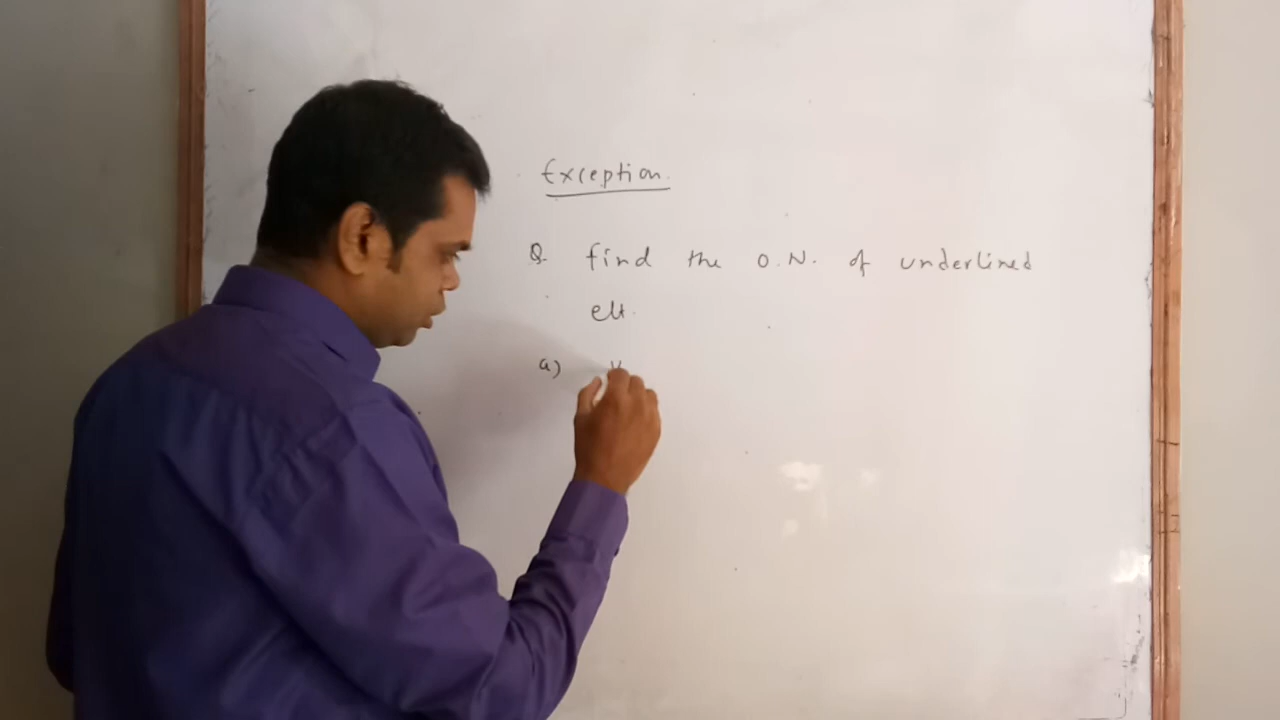 Exception.
Q. find the O.N. of underlined
elt.
a)